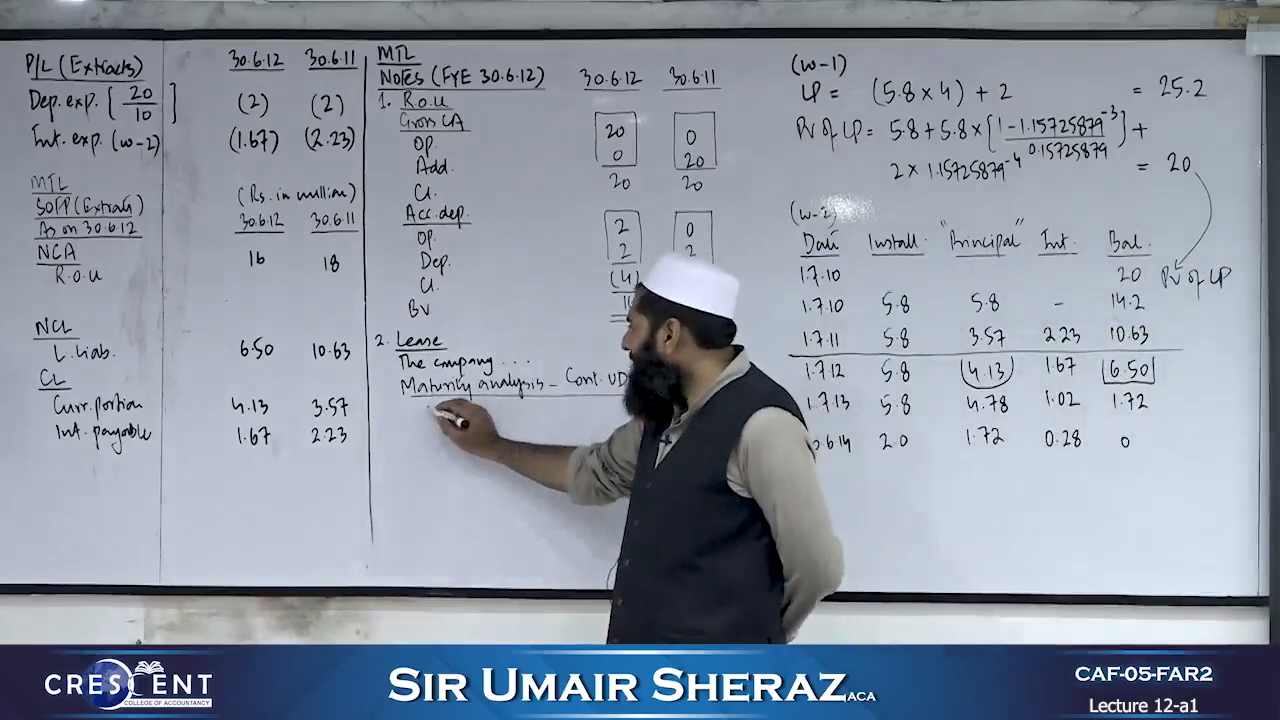 P/L (Extracts) 30.6.12 30.6.11
Dep. exp. [20/10] (2) (2)
Int. exp. (w-2) (1.67) (2.23)
MTL
SOFP (Extract) (Rs. in million)
As on 30.6.12 30.6.12 30.6.11
NCA
R.O.U 16 18
NCL
L. Liab. 6.50 10.63
CL
Curr. portion 4.13 3.57
Int. payable 1.67 2.23
MTL
NOTES (FYE 30.6.12) 30.6.12 30.6.11
1. R.O.U
Gross CA
Op. 20 0
Add. 0 20
Cl. 20 20
Acc. dep.
Op. 2 0
Dep. 2 2
Cl. (4)
BV
2. Lease
The company ....
Maturity analysis - Cont. UD
(w-1)
LP = (5.8 x 4) + 2 = 25.2
PV of LP = 5.8 + 5.8 x [1 - 1.15725879^-3 / 0.15725879] +
2 x 1.15725879^-4 = 20
(w-2)
Date Install. "Principal" Int. Bal.
1.7.10 20 PV of LP
1.7.10 5.8 5.8 - 14.2
1.7.11 5.8 3.57 2.23 10.63
1.7.12 5.8 4.13 1.67 6.50
1.7.13 5.8 4.78 1.02 1.72
0.6.14 2.0 1.72 0.28 0
CRESCENT
COLLEGE OF ACCOUNTANCY
SIR UMAIR SHERAZ ACA
CAF-05-FAR2
Lecture 12-a1